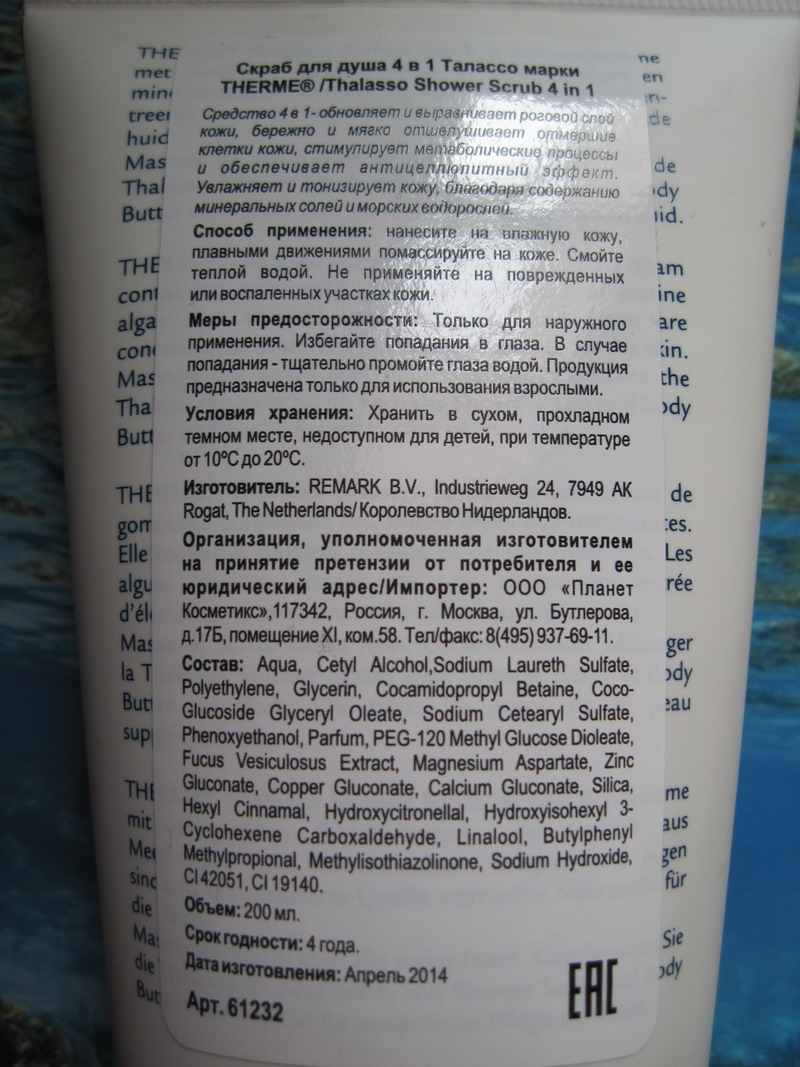 Скраб для душа 4 в 1 Талассо марки
THERME® /Thalasso Shower Scrub 4 in 1
Средство 4 в 1- обновляет и выравнивает роговой слой
кожи, бережно и мягко отшелушивает отмершие
клетки кожи, стимулирует метаболические процессы
и обеспечивает антицеллюлитный эффект.
Увлажняет и тонизирует кожу, благодаря содержанию
минеральных солей и морских водорослей.
Способ применения: нанесите на влажную кожу,
плавными движениями помассируйте на коже. Смойте
теплой водой. Не применяйте на поврежденных
или воспаленных участках кожи.
Меры предосторожности: Только для наружного
применения. Избегайте попадания в глаза. В случае
попадания - тщательно промойте глаза водой. Продукция
предназначена только для использования взрослыми.
Условия хранения: Хранить в сухом, прохладном
темном месте, недоступном для детей, при температуре
от 10ºС до 20ºС.
Изготовитель: REMARK B.V., Industrieweg 24, 7949 АК
Rogat, The Netherlands/ Королевство Нидерландов.
Организация, уполномоченная изготовителем
на принятие претензии от потребителя и ее
юридический адрес/Импортер: ООО «Планет
Косметикс»,117342, Россия, г. Москва, ул. Бутлерова,
д.17Б, помещение XI, ком.58. Тел/факс: 8(495) 937-69-11.
Состав: Aqua, Cetyl Alcohol,Sodium Laureth Sulfate,
Polyethylene, Glycerin, Cocamidopropyl Betaine, Coco-
Glucoside Glyceryl Oleate, Sodium Cetearyl Sulfate,
Phenoxyethanol, Parfum, PEG-120 Methyl Glucose Dioleate,
Fucus Vesiculosus Extract, Magnesium Aspartate, Zinc
Gluconate, Copper Gluconate, Calcium Gluconate, Silica,
Hexyl Cinnamal, Hydroxycitronellal, Hydroxyisohexyl 3-
Cyclohexene Carboxaldehyde, Linalool, Butylphenyl
Methylpropional, Methylisothiazolinone, Sodium Hydroxide,
CI 42051, CI 19140.
Объем: 200 мл.
Срок годности: 4 года.
Дата изготовления: Апрель 2014
Арт. 61232
EAC